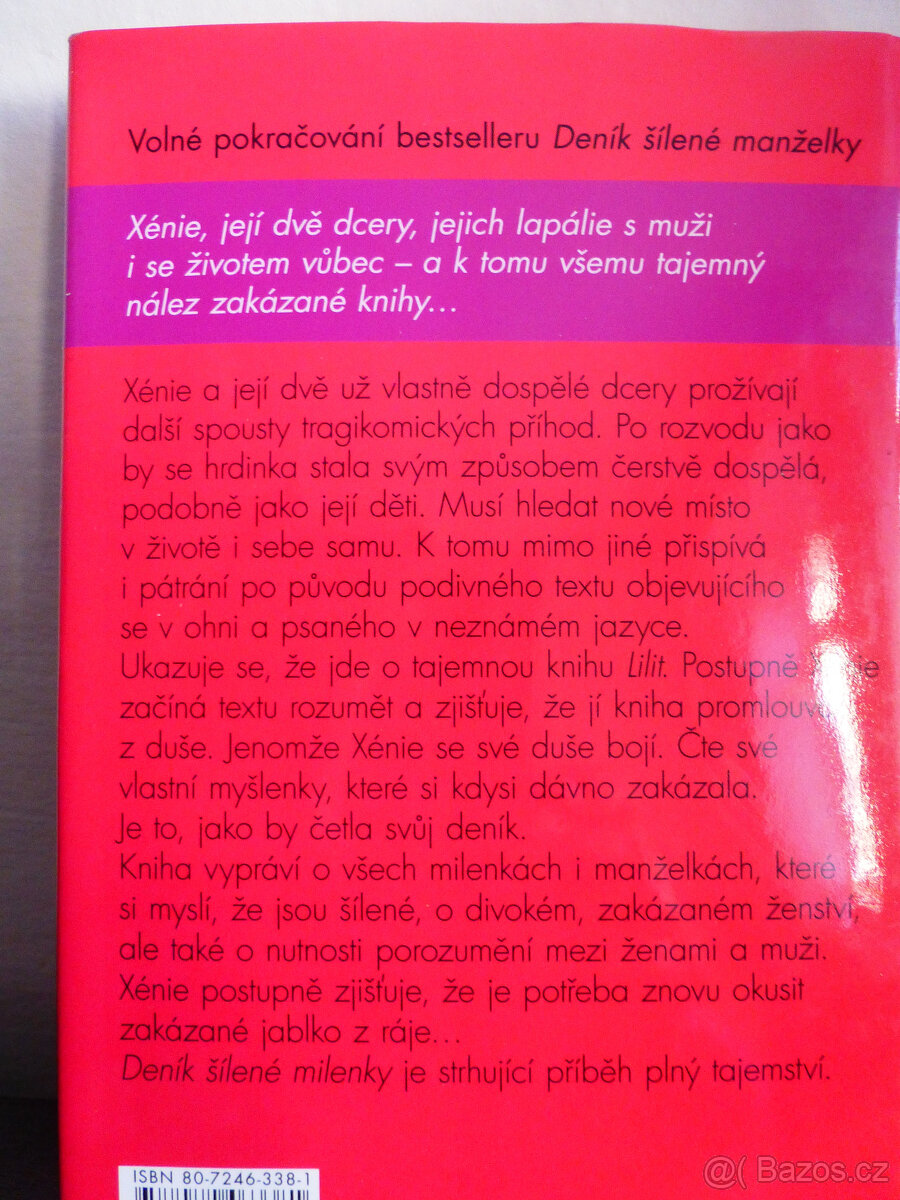 Volné pokračování bestselleru Deník šílené manželky
Xénie, její dvě dcery, jejich lapálie s muži
i se životem vůbec – a k tomu všemu tajemný
nález zakázané knihy…
Xénie a její dvě už vlastně dospělé dcery prožívají
další spousty tragikomických příhod. Po rozvodu jako
by se hrdinka stala svým způsobem čerstvě dospělá,
podobně jako její děti. Musí hledat nové místo
v životě i sebe samu. K tomu mimo jiné přispívá
i pátrání po původu podivného textu objevujícího
se v ohni a psaného v neznámém jazyce.
Ukazuje se, že jde o tajemnou knihu Lilit. Postupně
začíná textu rozumět a zjišťuje, že jí kniha
z duše. Jenomže Xénie se své duše bojí. Čte své
vlastní myšlenky, které si kdysi dávno zakázala.
Je to, jako by četla svůj deník.
Kniha vypráví o všech milenkách i manželkách, které
si myslí, že jsou šílené, o divokém, zakázaném ženství,
ale také o nutnosti porozumění mezi ženami a muži.
Xénie postupně zjišťuje, že je potřeba znovu okusit
zakázané jablko z ráje…
Deník šílené milenky je strhující příběh plný tajemství.
ISBN 80-7246-338-1
@( Bazos.cz